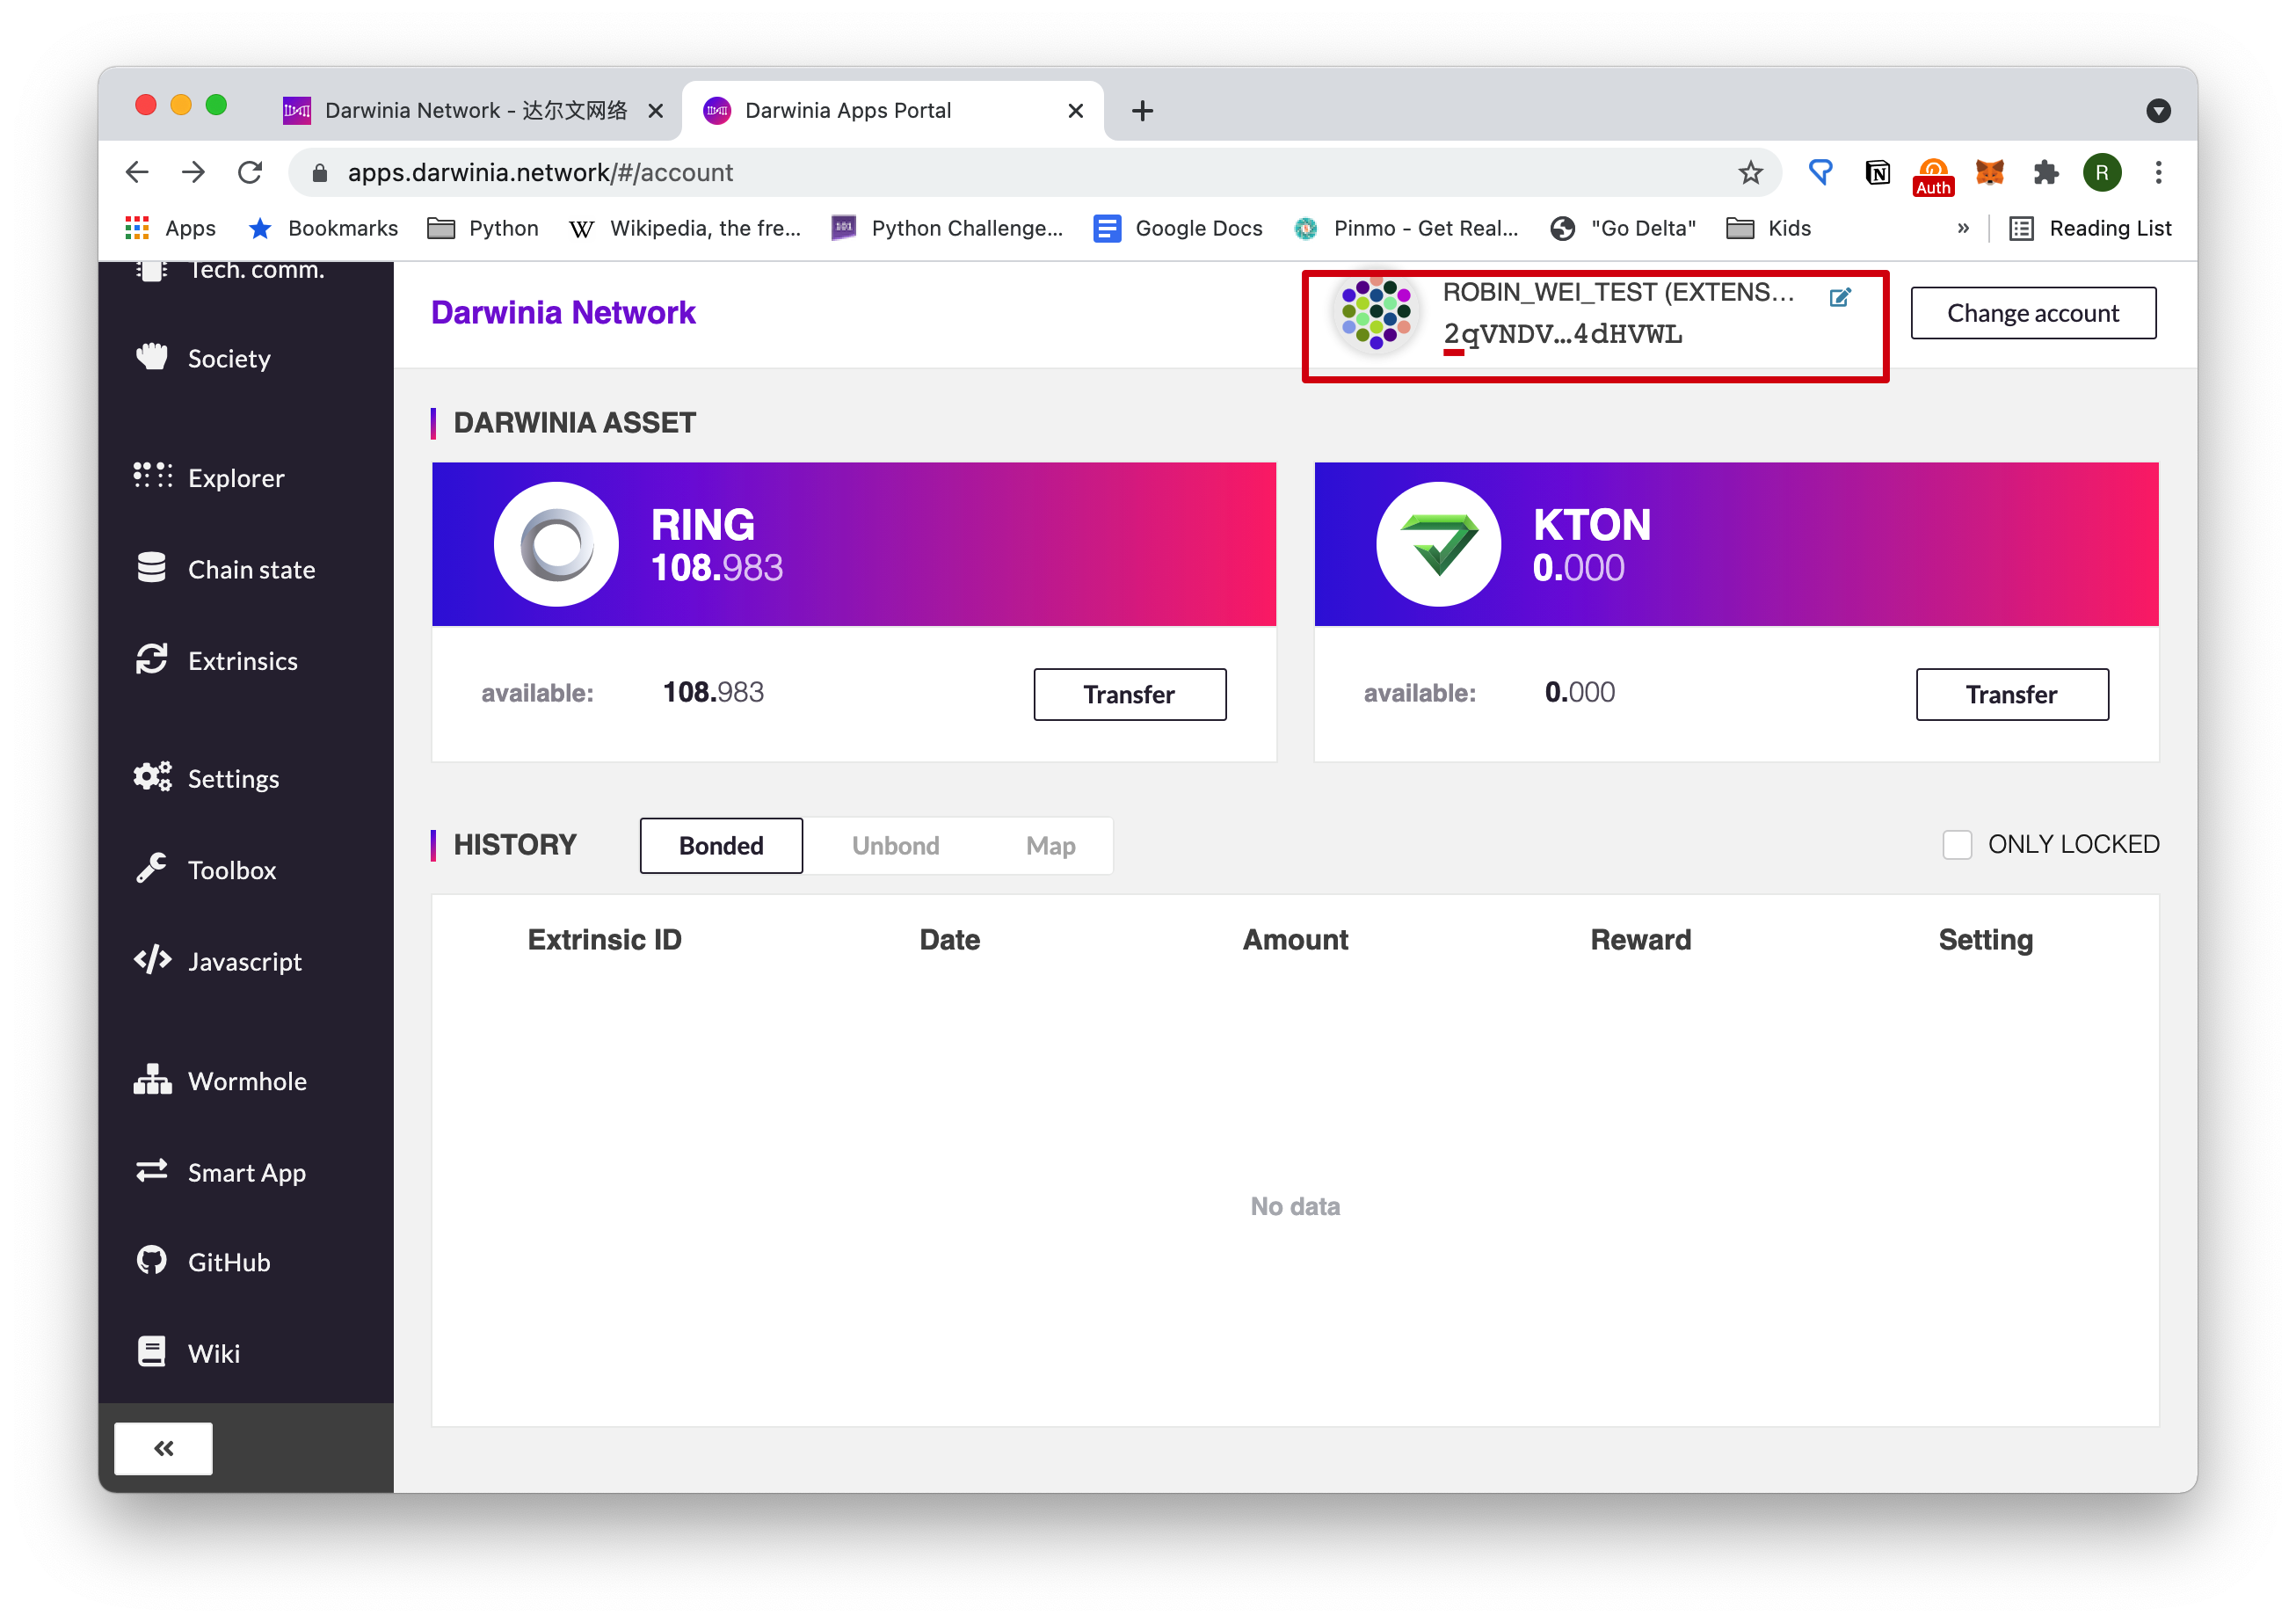 Darwinia Network - 达尔文网络
Darwinia Apps Portal
apps.darwinia.network/#/account
Auth
R
Apps
Bookmarks
Python
Wikipedia, the fre...
Python Challenge...
Google Docs
Pinmo - Get Real...
"Go Delta"
Kids
»
Reading List
Tech. comm.
Society
Explorer
Chain state
Extrinsics
Settings
Toolbox
Javascript
Wormhole
Smart App
GitHub
Wiki
«
Darwinia Network
ROBIN_WEI_TEST (EXTENS...
2qVNDV…4dHVWL
Change account
DARWINIA ASSET
RING
108.983
available: 108.983
Transfer
KTON
0.000
available: 0.000
Transfer
HISTORY
Bonded Unbond Map
ONLY LOCKED
Extrinsic ID Date Amount Reward Setting
No data